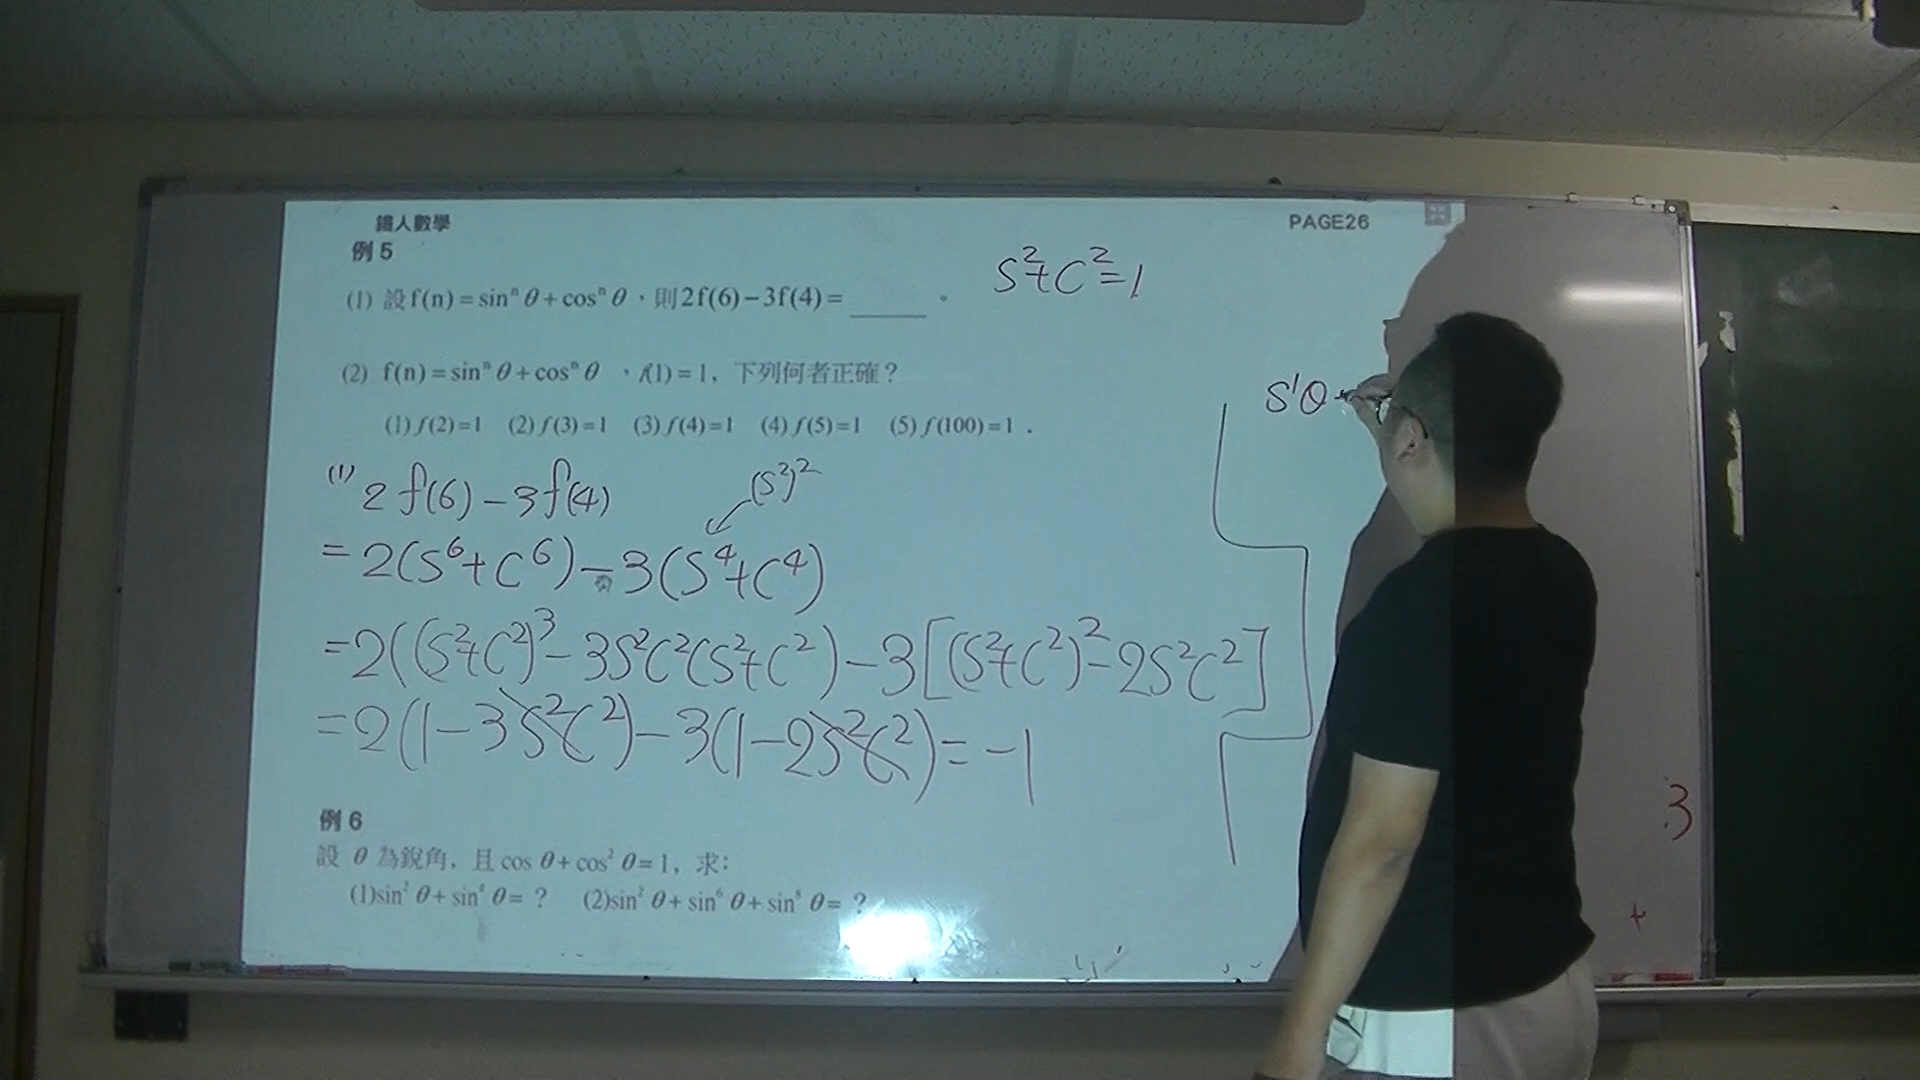 鐵人數學
PAGE26
例 5
S²+C²=1
(1) 設 f(n) = sinⁿ θ + cosⁿ θ，則 2f(6) − 3f(4) = ______ 。
(2) f(n) = sinⁿ θ + cosⁿ θ ，f(1) = 1，下列何者正確？
(1) f(2) = 1 (2) f(3) = 1 (3) f(4) = 1 (4) f(5) = 1 (5) f(100) = 1．
S¹θ+
(1) 2f(6)−3f(4)
(S²)²
=2(S⁶+C⁶)−3(S⁴+C⁴)
=2((S²+C²)³−3S²C²(S²+C²)−3[(S²+C²)²−2S²C²]
=2(1−3S²C²)−3(1−2S²C²)=−1
3
例 6
設 θ 為銳角，且 cos θ + cos² θ = 1，求：
(1)sin² θ + sin⁴ θ = ？ (2)sin² θ + sin⁶ θ + sin⁸ θ = ？
+